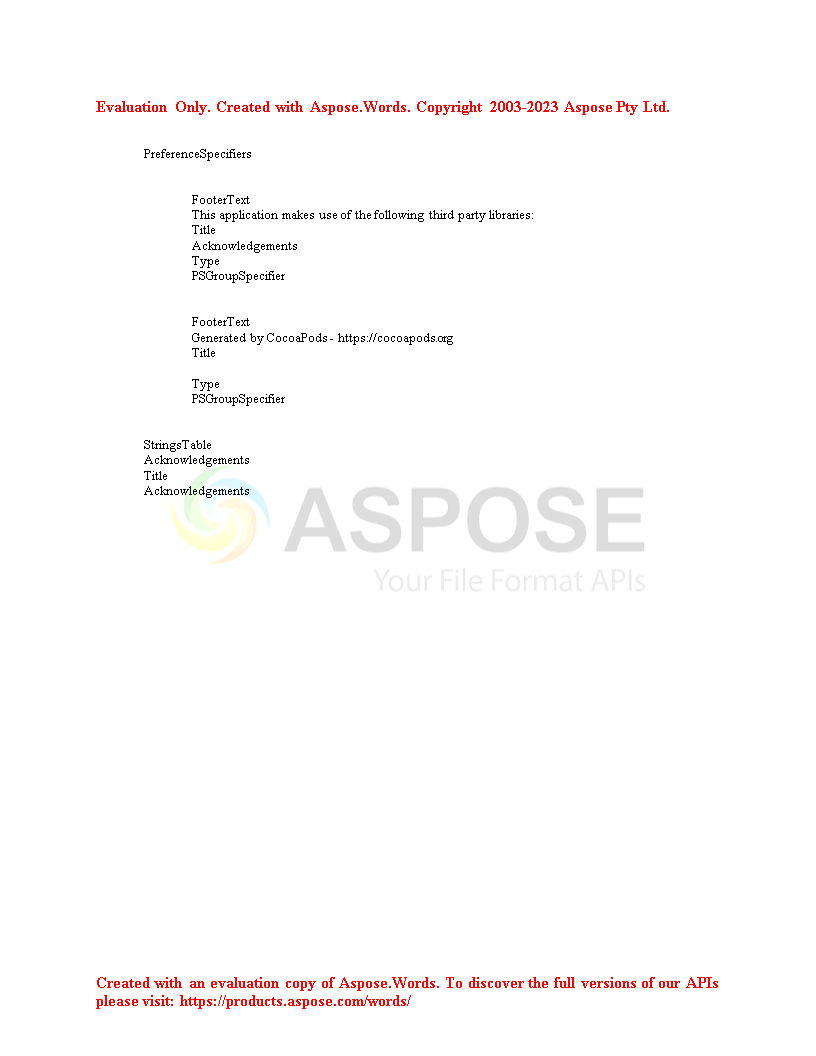 Evaluation Only. Created with Aspose.Words. Copyright 2003-2023 Aspose Pty Ltd.
PreferenceSpecifiers
FooterText
This application makes use of the following third party libraries:
Title
Acknowledgements
Type
PSGroupSpecifier
FooterText
Generated by CocoaPods - https://cocoapods.org
Title
Type
PSGroupSpecifier
StringsTable
Acknowledgements
Title
Acknowledgements
ASPOSE
Your File Format APIs
Created with an evaluation copy of Aspose.Words. To discover the full versions of our APIs
please visit: https://products.aspose.com/words/